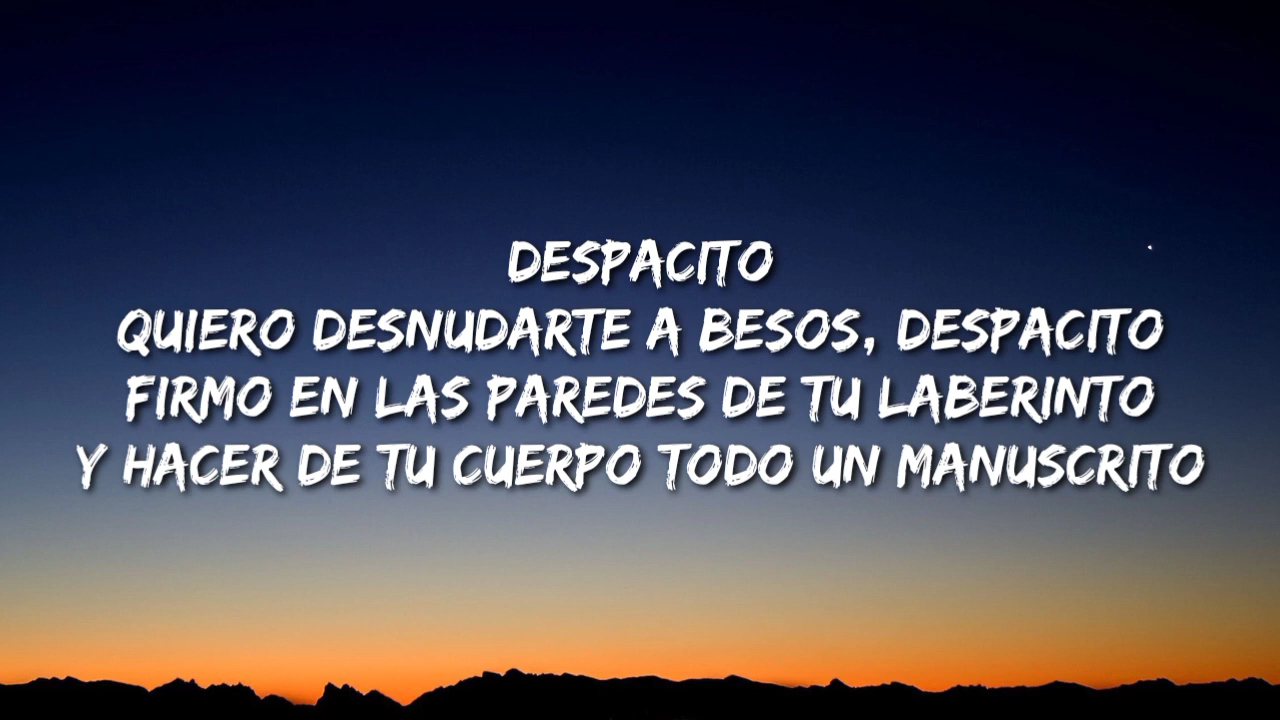 DESPACITO
QUIERO DESNUDARTE A BESOS, DESPACITO
FIRMO EN LAS PAREDES DE TU LABERINTO
Y HACER DE TU CUERPO TODO UN MANUSCRITO